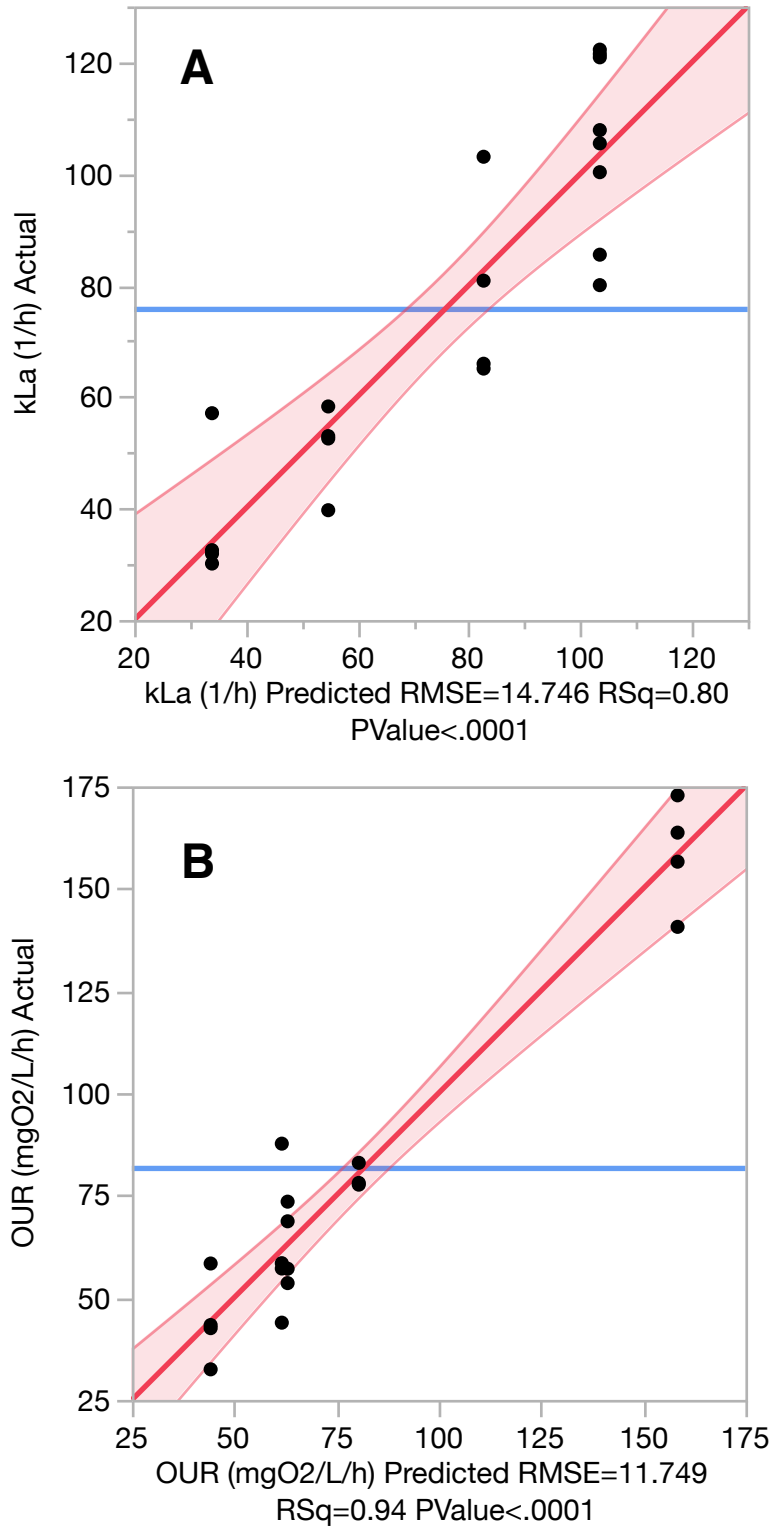 A
120
100
80
60
40
20
kLa (1/h) Actual
20 40 60 80 100 120
kLa (1/h) Predicted RMSE=14.746 RSq=0.80
PValue<.0001
B
175
150
125
100
75
50
25
OUR (mgO2/L/h) Actual
25 50 75 100 125 150 175
OUR (mgO2/L/h) Predicted RMSE=11.749
RSq=0.94 PValue<.0001